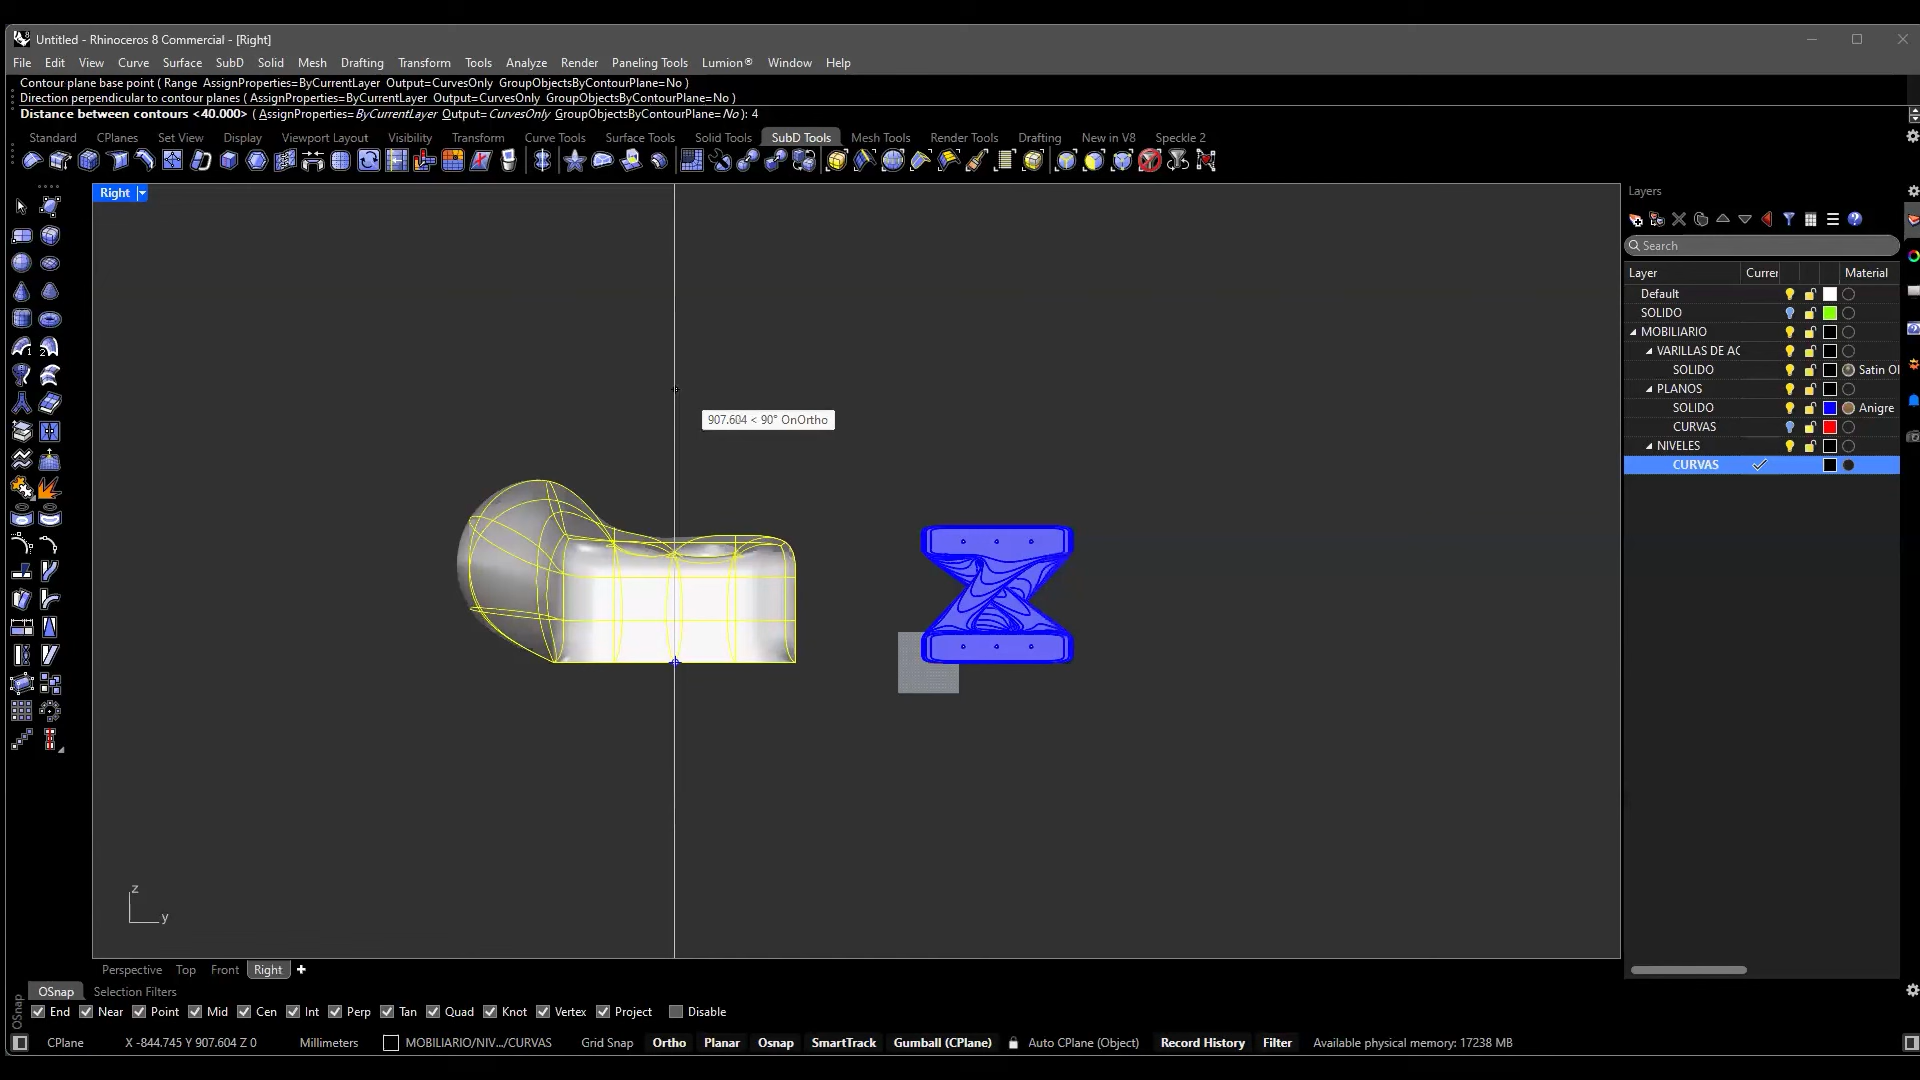 Untitled - Rhinoceros 8 Commercial - [Right]
File Edit View Curve Surface SubD Solid Mesh Drafting Transform Tools Analyze Render Paneling Tools Lumion® Window Help
Contour plane base point ( Range AssignProperties=ByCurrentLayer Output=CurvesOnly GroupObjectsByContourPlane=No )
Direction perpendicular to contour planes ( AssignProperties=ByCurrentLayer Output=CurvesOnly GroupObjectsByContourPlane=No )
Distance between contours <40.000> ( AssignProperties=ByCurrentLayer Output=CurvesOnly GroupObjectsByContourPlane=No ): 4
Standard CPlanes Set View Display Viewport Layout Visibility Transform Curve Tools Surface Tools Solid Tools SubD Tools Mesh Tools Render Tools Drafting New in V8 Speckle 2
Right
Layers
Search
Layer Currer Material
Default
SOLIDO
MOBILIARIO
VARILLAS DE AC
SOLIDO Satin Ol
PLANOS
SOLIDO Anigre
CURVAS
NIVELES
CURVAS
907.604 < 90° OnOrtho
z
y
Perspective Top Front Right
OSnap Selection Filters
OSnap
End Near Point Mid Cen Int Perp Tan Quad Knot Vertex Project Disable
CPlane X -844.745 Y 907.604 Z 0 Millimeters MOBILIARIO/NIV.../CURVAS Grid Snap Ortho Planar Osnap SmartTrack Gumball (CPlane) Auto CPlane (Object) Record History Filter Available physical memory: 17238 MB